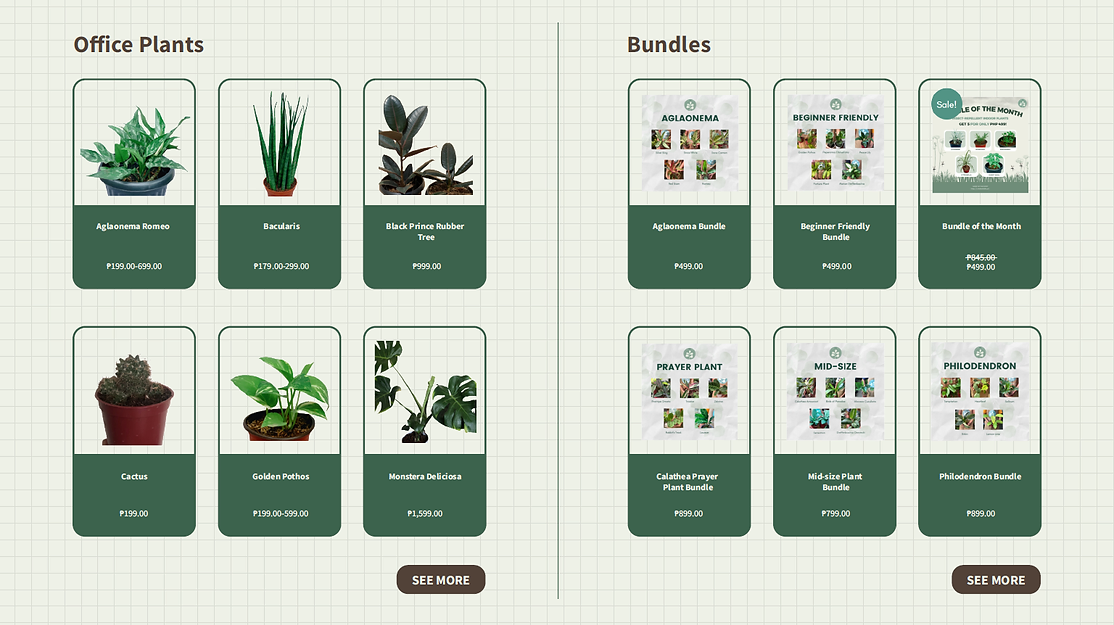 Office Plants
Aglaonema Romeo
₱199.00-699.00
Bacularis
₱179.00-299.00
Black Prince Rubber
Tree
₱999.00
Cactus
₱199.00
Golden Pothos
₱199.00-599.00
Monstera Deliciosa
₱1,599.00
SEE MORE
Bundles
AGLAONEMA
Aglaonema Bundle
₱499.00
BEGINNER FRIENDLY
Beginner Friendly
Bundle
₱499.00
Sale!
OF THE MONTH
Bundle of the Month
₱845.00
₱499.00
PRAYER PLANT
Calathea Prayer
Plant Bundle
₱899.00
MID-SIZE
Mid-size Plant
Bundle
₱799.00
PHILODENDRON
Philodendron Bundle
₱899.00
SEE MORE